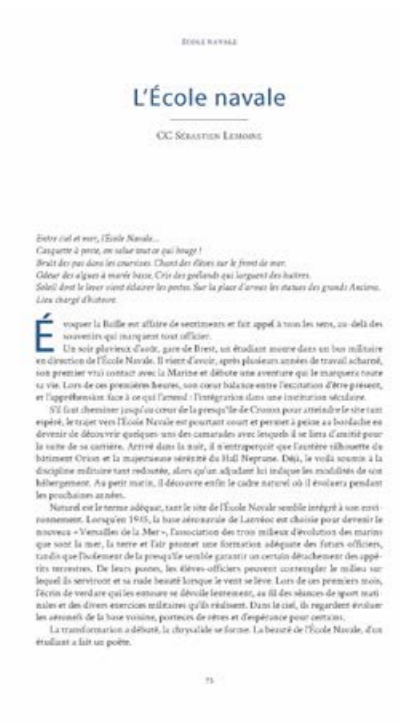 ÉCOLE NAVALE
L'École navale
CC Sébastien Lemoine
Entre ciel et mer, l'École Navale...
Casquette à poste, on salue tout ce qui bouge !
Bruit des pas dans les coursives. Chant des élèves sur le front de mer.
Odeur des algues à marée basse. Cris des goélands qui larguent des huîtres.
Soleil dont le lever vient éclairer les postes. Sur la place d'armes les statues des grands Anciens.
Lieu chargé d'histoire.
Évoquer la Baille est affaire de sentiments et fait appel à tous les sens, au-delà des
souvenirs qui marquent tout officier.
Un soir pluvieux d'août, gare de Brest, un étudiant monte dans un bus militaire
en direction de l'École Navale. Il vient d'avoir, après plusieurs années de travail acharné,
son premier vrai contact avec la Marine et débute une aventure qui le marquera toute
sa vie. Lors de ces premières heures, son cœur balance entre l'excitation d'être présent,
et l'appréhension face à ce qui l'attend : l'intégration dans une institution séculaire.
S'il faut cheminer jusqu'au cœur de la presqu'île de Crozon pour atteindre le site tant
espéré, le trajet vers l'École Navale est pourtant court et permet à peine au bordache en
devenir de découvrir quelques-uns des camarades avec lesquels il se liera d'amitié pour
la suite de sa carrière. Arrivé dans la nuit, il n'entraperçoit que l'austère silhouette du
bâtiment Orion et la majestueuse sérénité du Hall Neptune. Déjà, le voilà soumis à la
discipline militaire tant redoutée, alors qu'un adjudant lui indique les modalités de son
hébergement. Au petit matin, il découvre enfin le cadre naturel où il évoluera pendant
les prochaines années.
Naturel est le terme adéquat, tant le site de l'École Navale semble intégré à son envi-
ronnement. Lorsqu'en 1945, la base aéronavale de Lanvéoc est choisie pour devenir le
nouveau « Versailles de la Mer », l'association des trois milieux d'évolution des marins
que sont la mer, la terre et l'air promet une formation adéquate des futurs officiers,
tandis que l'isolement de la presqu'île semble garantir un certain détachement des appé-
tits terrestres. De leurs postes, les élèves-officiers peuvent contempler le milieu sur
lequel ils serviront et sa rude beauté lorsque le vent se lève. Lors de ces premiers mois,
l'écrin de verdure qui les entoure se dévoile lentement, au fil des séances de sport mati-
nales et des divers exercices militaires qu'ils réalisent. Dans le ciel, ils regardent évoluer
les aéronefs de la base voisine, porteurs de rêves et d'espérance pour certains.
La transformation a débuté, la chrysalide se forme. La beauté de l'École Navale, d'un
étudiant a fait un poète.